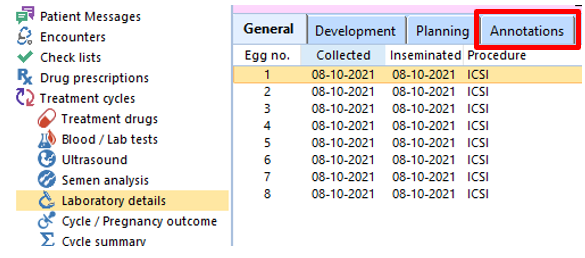 Patient Messages
Encounters
Check lists
Drug prescriptions
Treatment cycles
Treatment drugs
Blood / Lab tests
Ultrasound
Semen analysis
Laboratory details
Cycle / Pregnancy outcome
Cycle summary
General Development Planning Annotations
Egg no. Collected Inseminated Procedure
1 08-10-2021 08-10-2021 ICSI
2 08-10-2021 08-10-2021 ICSI
3 08-10-2021 08-10-2021 ICSI
4 08-10-2021 08-10-2021 ICSI
5 08-10-2021 08-10-2021 ICSI
6 08-10-2021 08-10-2021 ICSI
7 08-10-2021 08-10-2021 ICSI
8 08-10-2021 08-10-2021 ICSI